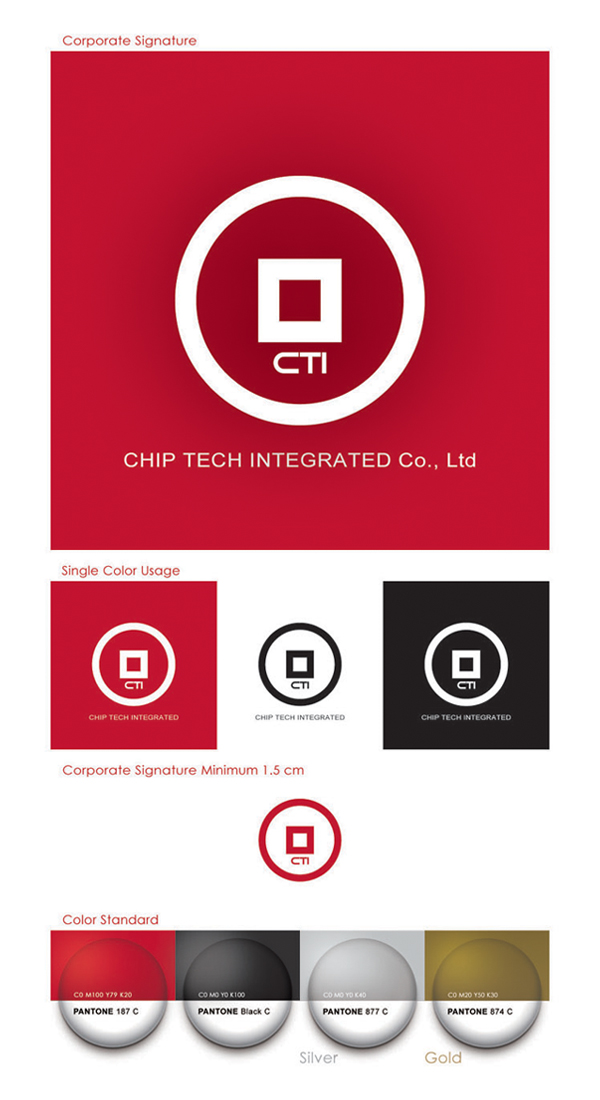 Corporate Signature
CTI
CHIP TECH INTEGRATED Co., Ltd
Single Color Usage
CTI
CHIP TECH INTEGRATED
CTI
CHIP TECH INTEGRATED
CTI
CHIP TECH INTEGRATED
Corporate Signature Minimum 1.5 cm
CTI
Color Standard
C0 M100 Y79 K20
PANTONE 187 C
C0 M0 Y0 K100
PANTONE Black C
C0 M0 Y0 K40
PANTONE 877 C
Silver
C0 M20 Y50 K30
PANTONE 874 C
Gold